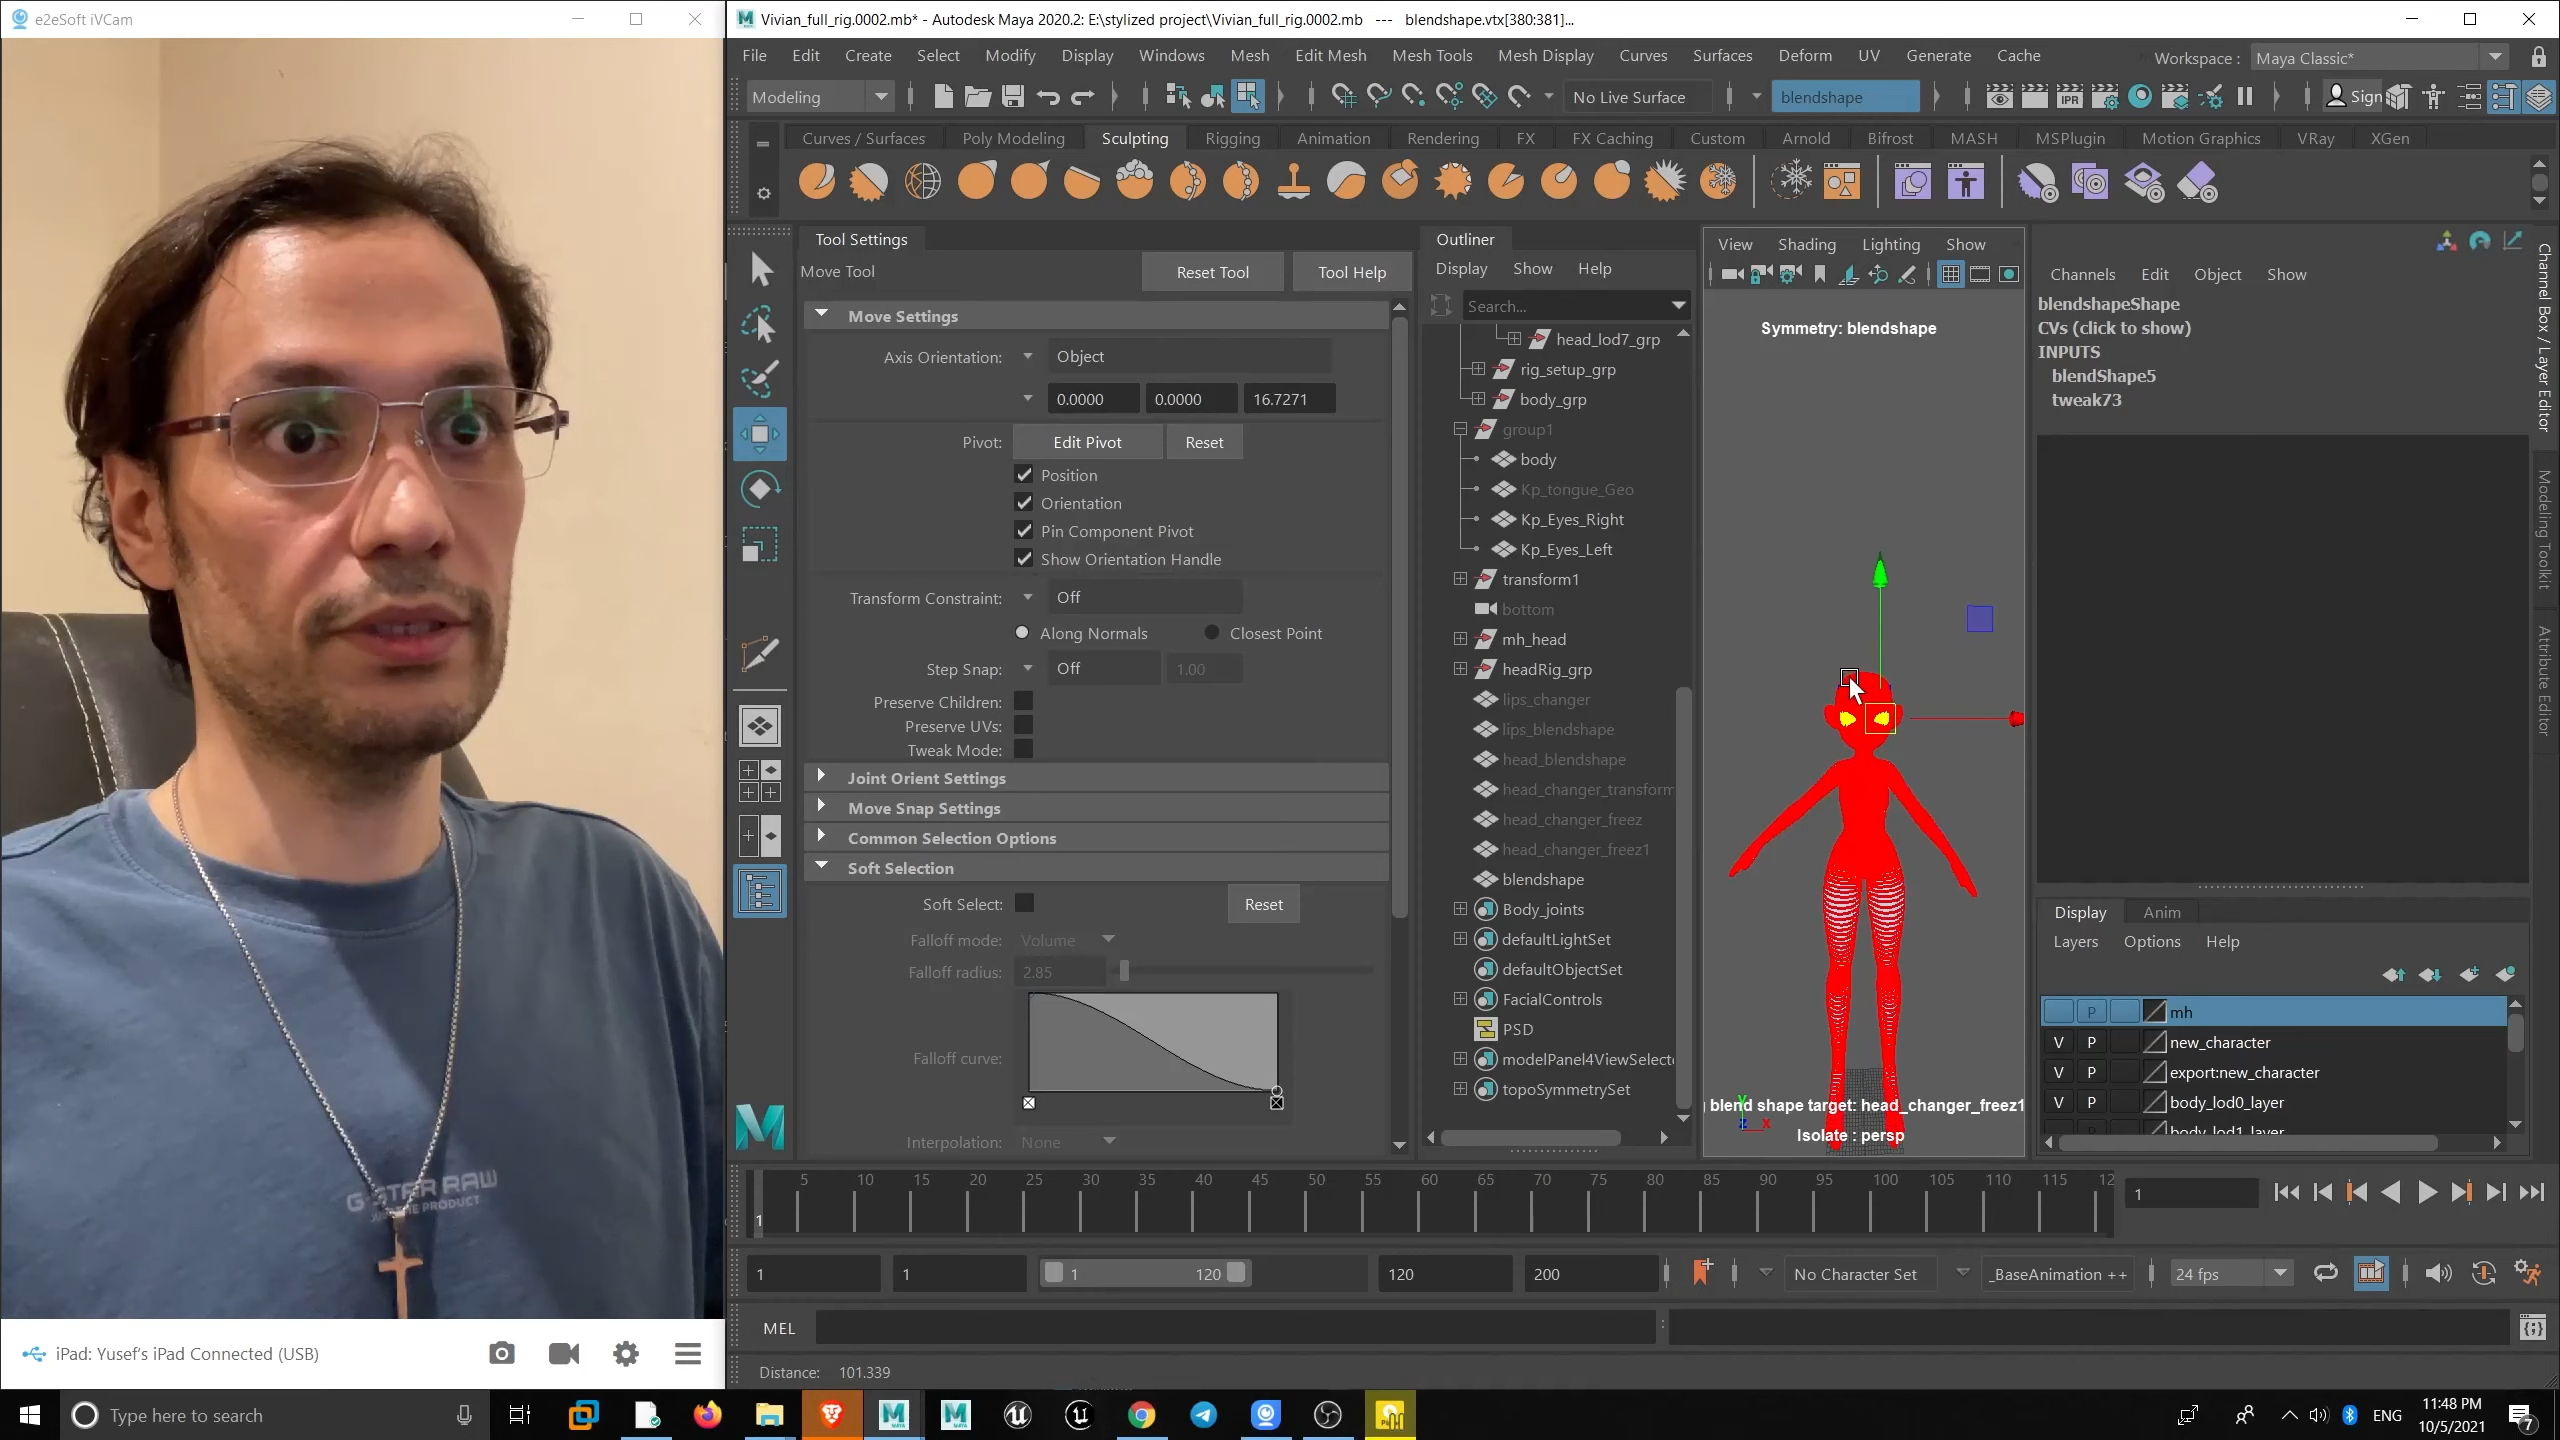 e2eSoft iVCam
G-STAR RAW
iPad: Yusef's iPad Connected (USB)
Vivian_full_rig.0002.mb* - Autodesk Maya 2020.2: E:\stylized project\Vivian_full_rig.0002.mb   ---   blendshape.vtx[380:381]...
File Edit Create Select Modify Display Windows Mesh Edit Mesh Mesh Tools Mesh Display Curves Surfaces Deform UV Generate Cache
Workspace : Maya Classic*
Modeling
No Live Surface
blendshape
IPR
Sign
Curves / Surfaces Poly Modeling Sculpting Rigging Animation Rendering FX FX Caching Custom Arnold Bifrost MASH MSPlugin Motion Graphics VRay XGen
Tool Settings
Move Tool
Reset Tool
Tool Help
Move Settings
Axis Orientation: Object
0.0000 0.0000 16.7271
Pivot: Edit Pivot Reset
Position
Orientation
Pin Component Pivot
Show Orientation Handle
Transform Constraint: Off
Along Normals Closest Point
Step Snap: Off 1.00
Preserve Children:
Preserve UVs:
Tweak Mode:
Joint Orient Settings
Move Snap Settings
Common Selection Options
Soft Selection
Soft Select: Reset
Falloff mode: Volume
Falloff radius: 2.85
Falloff curve:
Interpolation: None
Outliner
Display Show Help
Search...
head_lod7_grp
rig_setup_grp
body_grp
group1
body
Kp_tongue_Geo
Kp_Eyes_Right
Kp_Eyes_Left
transform1
bottom
mh_head
headRig_grp
lips_changer
lips_blendshape
head_blendshape
head_changer_transform
head_changer_freez
head_changer_freez1
blendshape
Body_joints
defaultLightSet
defaultObjectSet
FacialControls
PSD
modelPanel4ViewSelect
topoSymmetrySet
View Shading Lighting Show
Symmetry: blendshape
blend shape target: head_changer_freez1
Y
Z X
Isolate : persp
Channels Edit Object Show
blendshapeShape
CVs (click to show)
INPUTS
blendShape5
tweak73
Channel Box / Layer Editor
Modeling Toolkit
Attribute Editor
Display Anim
Layers Options Help
P mh
V P new_character
V P export:new_character
V P body_lod0_layer
body_lod1_layer
5 10 15 20 25 30 35 40 45 50 55 60 65 70 75 80 85 90 95 100 105 110 115 12
1
1
1 1 1 120 120 200
No Character Set
_BaseAnimation ++
24 fps
MEL
Distance: 101.339
Type here to search
ENG
11:48 PM
10/5/2021
7